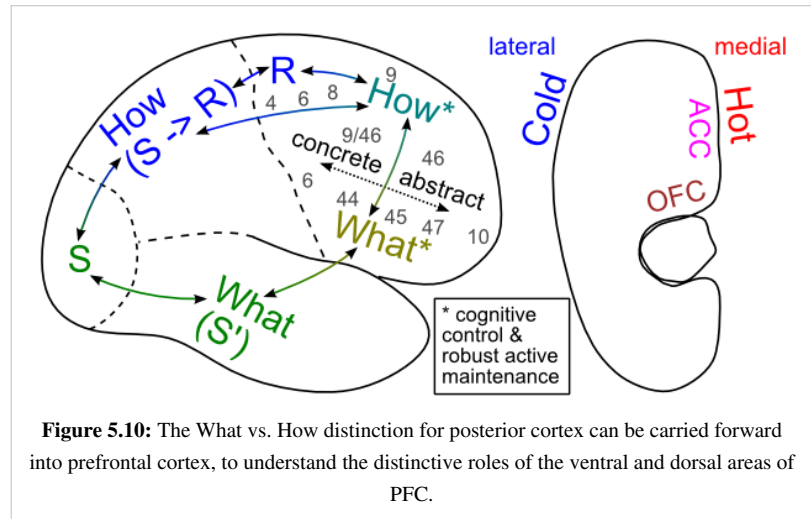 lateral
medial
R
9
How
(S -> R)
4
6
8
How*
Cold
Hot
ACC
9/46
concrete
46
abstract
6
44
45
47
10
What*
OFC
S
What
(S')
* cognitive
control &
robust active
maintenance
Figure 5.10: The What vs. How distinction for posterior cortex can be carried forward
into prefrontal cortex, to understand the distinctive roles of the ventral and dorsal areas of
PFC.